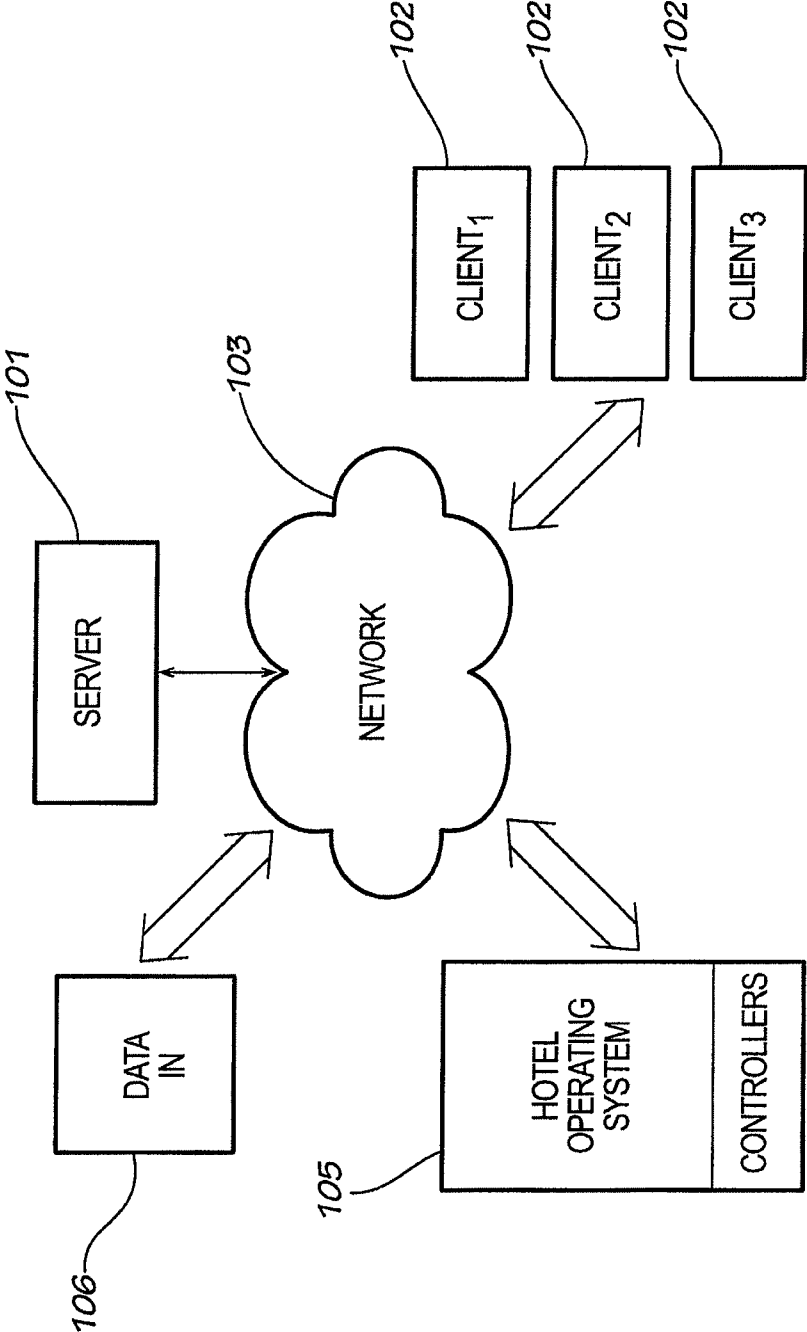 106
DATA
IN
101
SERVER
103
NETWORK
105
HOTEL
OPERATING
SYSTEM
CONTROLLERS
102
CLIENT1
102
CLIENT2
102
CLIENT3